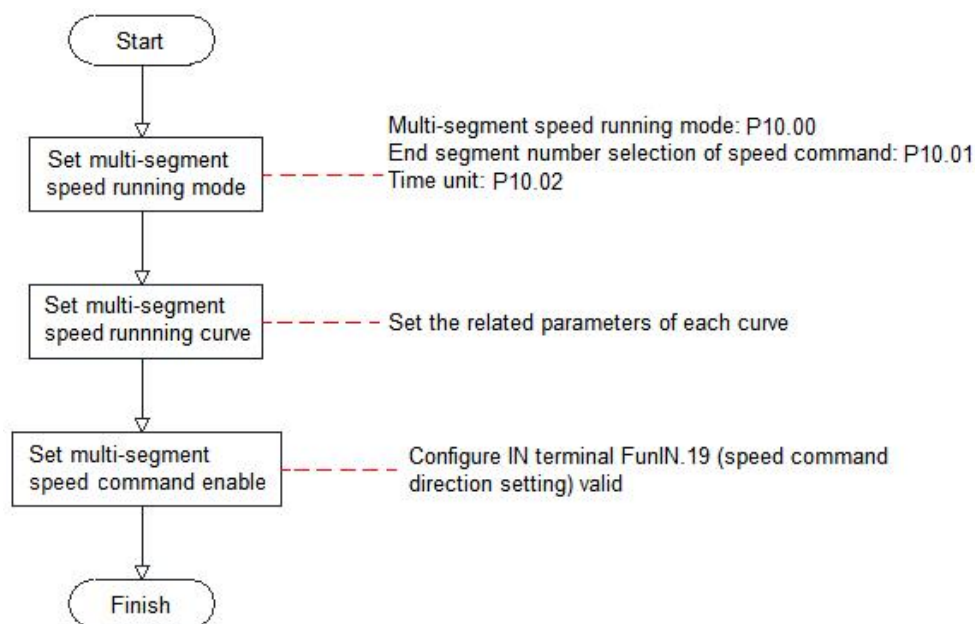 Start
Set multi-segment
speed running mode
Multi-segment speed running mode: P10.00
End segment number selection of speed command: P10.01
Time unit: P10.02
Set multi-segment
speed runnning curve
Set the related parameters of each curve
Set multi-segment
speed command enable
Configure IN terminal FunIN.19 (speed command
direction setting) valid
Finish